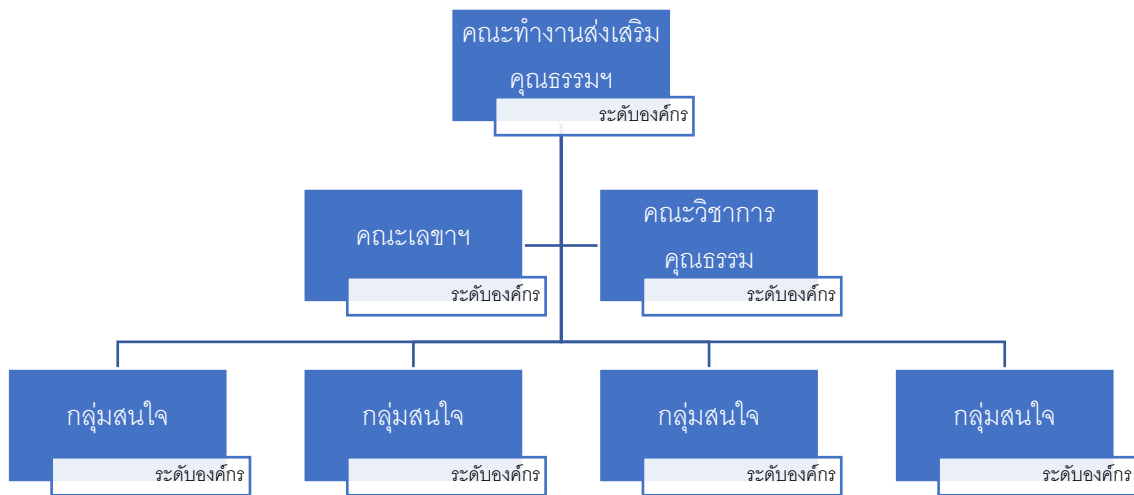 คณะทำงานส่งเสริม
คุณธรรมฯ
ระดับองค์กร
คณะเลขาฯ
ระดับองค์กร
คณะวิชาการ
คุณธรรม
ระดับองค์กร
กลุ่มสนใจ
ระดับองค์กร
กลุ่มสนใจ
ระดับองค์กร
กลุ่มสนใจ
ระดับองค์กร
กลุ่มสนใจ
ระดับองค์กร